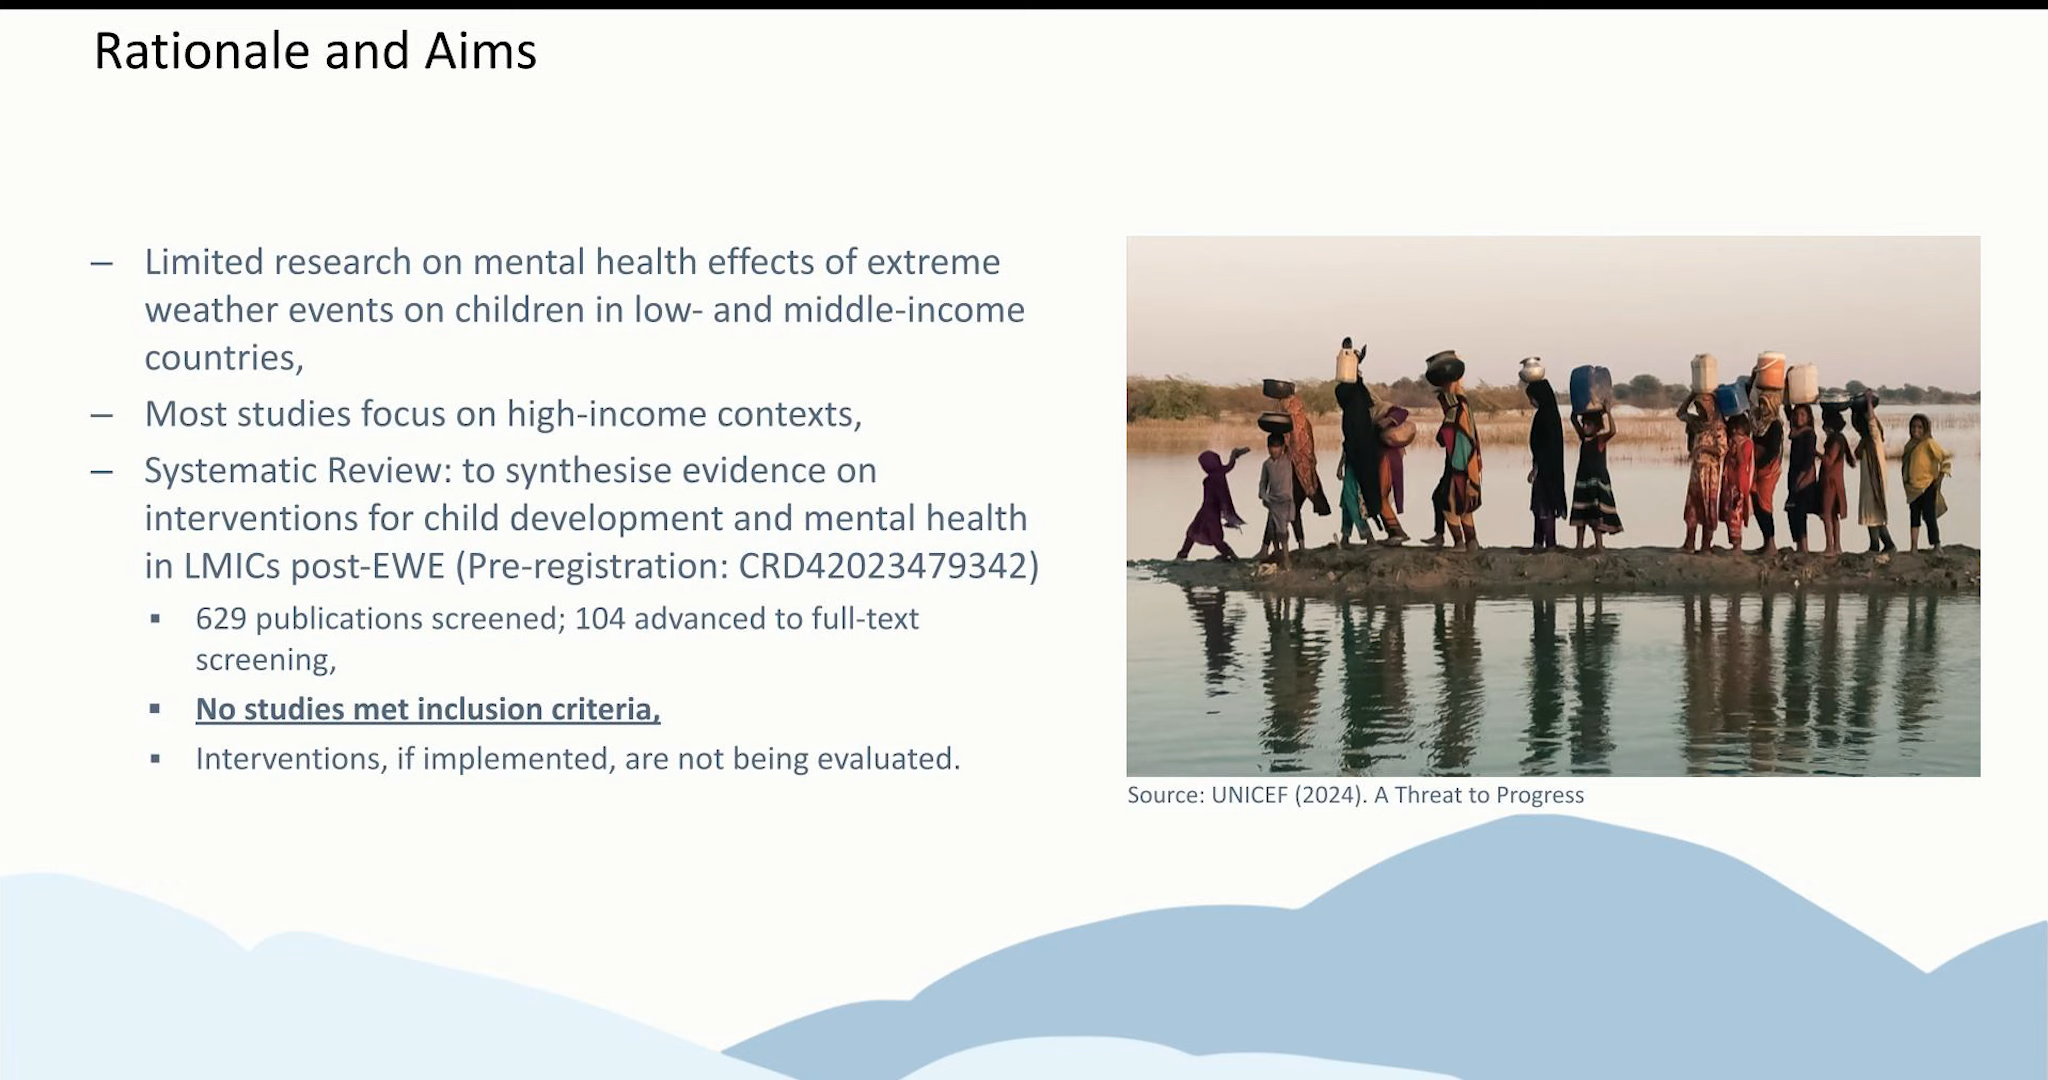 Rationale and Aims
– Limited research on mental health effects of extreme
weather events on children in low- and middle-income
countries,
– Most studies focus on high-income contexts,
– Systematic Review: to synthesise evidence on
interventions for child development and mental health
in LMICs post-EWE (Pre-registration: CRD42023479342)
▪ 629 publications screened; 104 advanced to full-text
screening,
▪ No studies met inclusion criteria,
▪ Interventions, if implemented, are not being evaluated.
Source: UNICEF (2024). A Threat to Progress